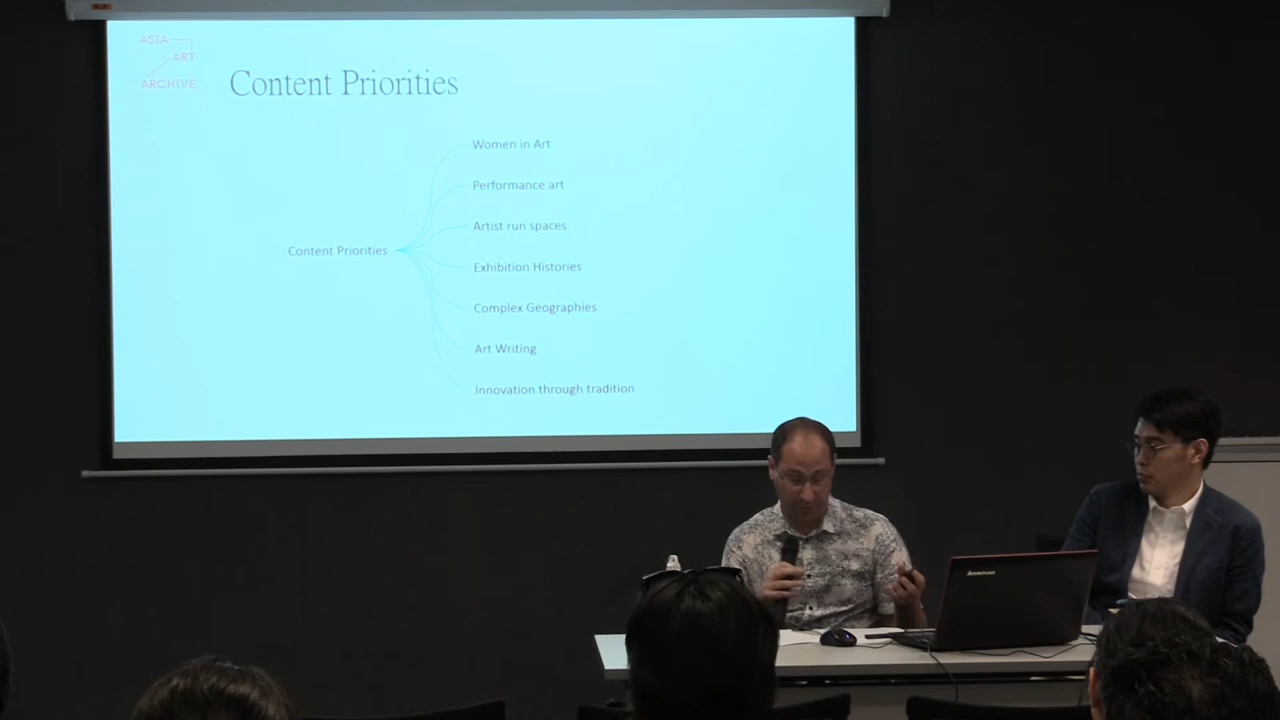 ASIA
ART
ARCHIVE
Content Priorities
Women in Art
Performance art
Artist run spaces
Content Priorities
Exhibition Histories
Complex Geographies
Art Writing
Innovation through tradition
Lenovo